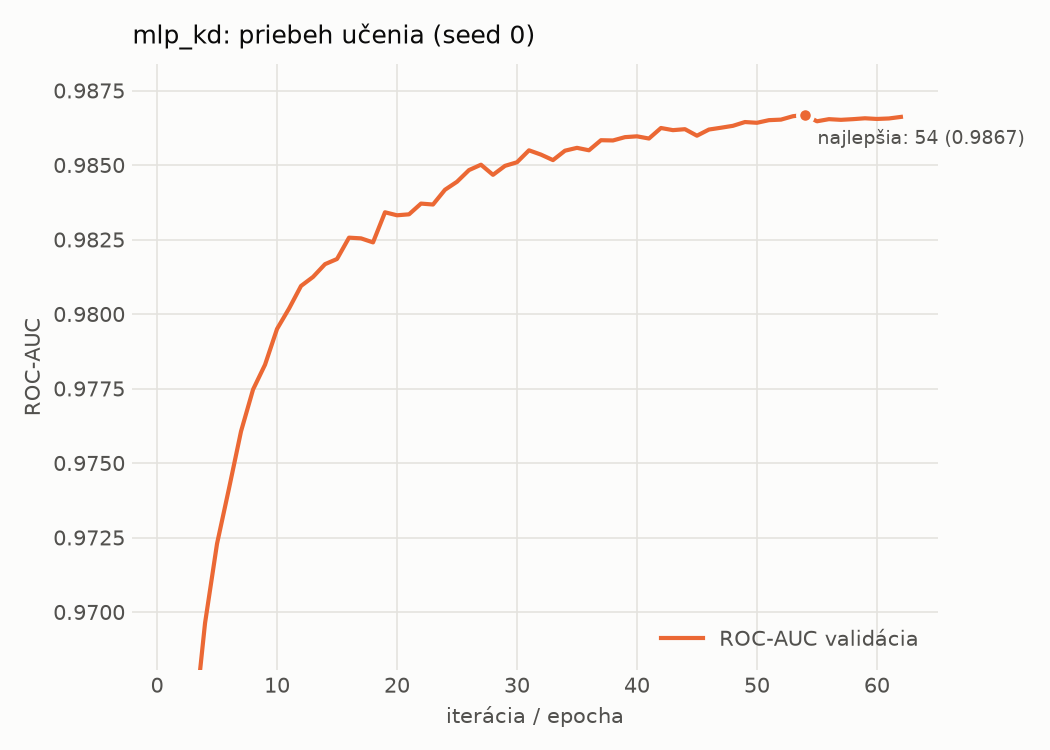 mlp_kd: priebeh učenia (seed 0)
0.9875
0.9850
0.9825
0.9800
0.9775
0.9750
0.9725
0.9700
ROC-AUC
najlepšia: 54 (0.9867)
ROC-AUC validácia
0 10 20 30 40 50 60
iterácia / epocha